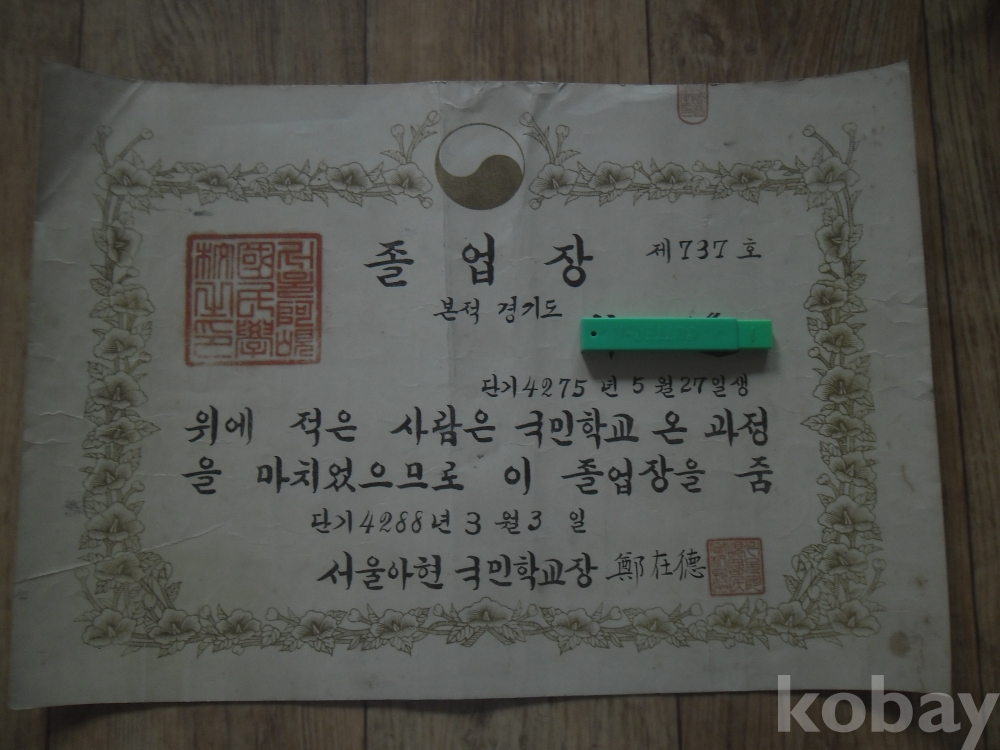 졸업장 제737호
본적 경기도
단기4275년 5월27일생
위에 적은 사람은 국민학교 온 과정
을 마치었으므로 이 졸업장을 줌
단기4288년 3월 3일
서울아현 국민학교장 鄭在德
kobay